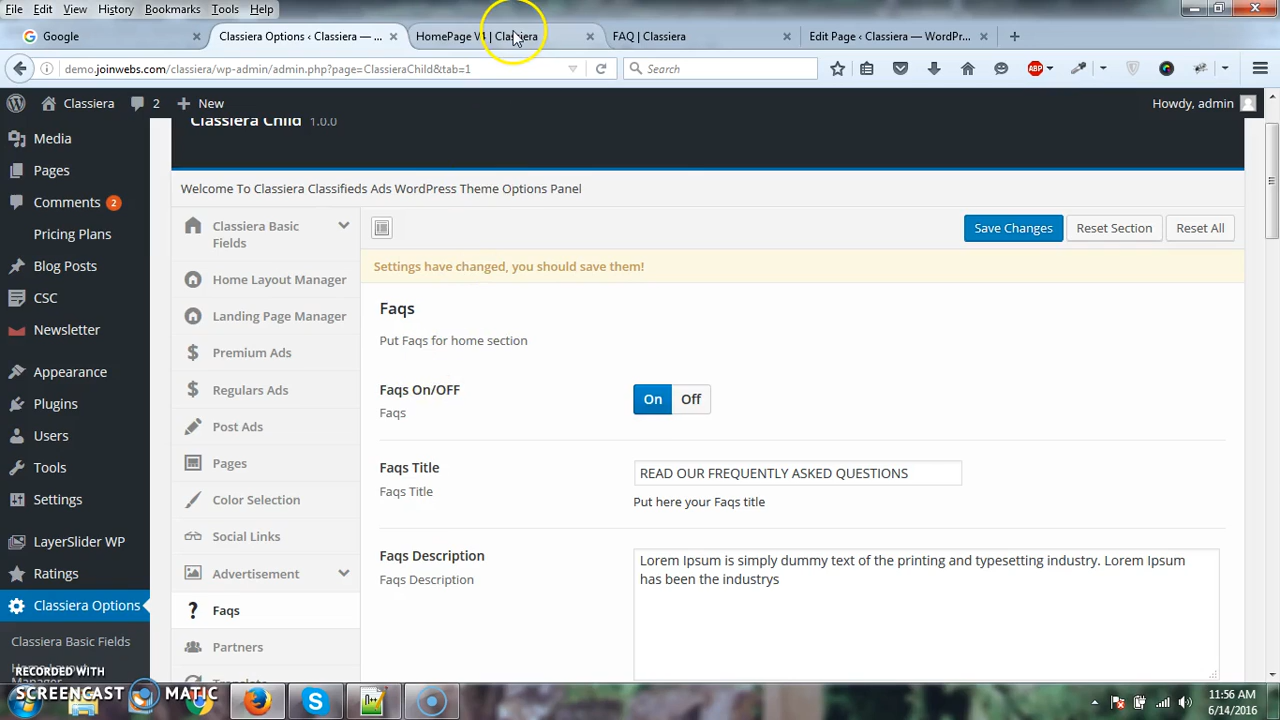 File Edit View History Bookmarks Tools Help
Google
Classiera Options ‹ Classiera — ...
HomePage V4 | Classiera
FAQ | Classiera
Edit Page ‹ Classiera — WordPr...
demo.joinwebs.com/classiera/wp-admin/admin.php?page=ClassieraChild&tab=1
Search
ABP
Classiera 2 New
Howdy, admin
Media
Pages
Comments 2
Pricing Plans
Blog Posts
CSC
Newsletter
Appearance
Plugins
Users
Tools
Settings
LayerSlider WP
Ratings
Classiera Options
Classiera Basic Fields
Home Layout
Manager
Classiera Child 1.0.0
Welcome To Classiera Classifieds Ads WordPress Theme Options Panel
Classiera Basic
Fields
Home Layout Manager
Landing Page Manager
Premium Ads
Regulars Ads
Post Ads
Pages
Color Selection
Social Links
Advertisement
Faqs
Partners
Translate
Save Changes Reset Section Reset All
Settings have changed, you should save them!
Faqs
Put Faqs for home section
Faqs On/OFF
Faqs
On Off
Faqs Title
Faqs Title
READ OUR FREQUENTLY ASKED QUESTIONS
Put here your Faqs title
Faqs Description
Faqs Description
Lorem Ipsum is simply dummy text of the printing and typesetting industry. Lorem Ipsum
has been the industrys
RECORDED WITH
SCREENCAST MATIC
11:56 AM
6/14/2016